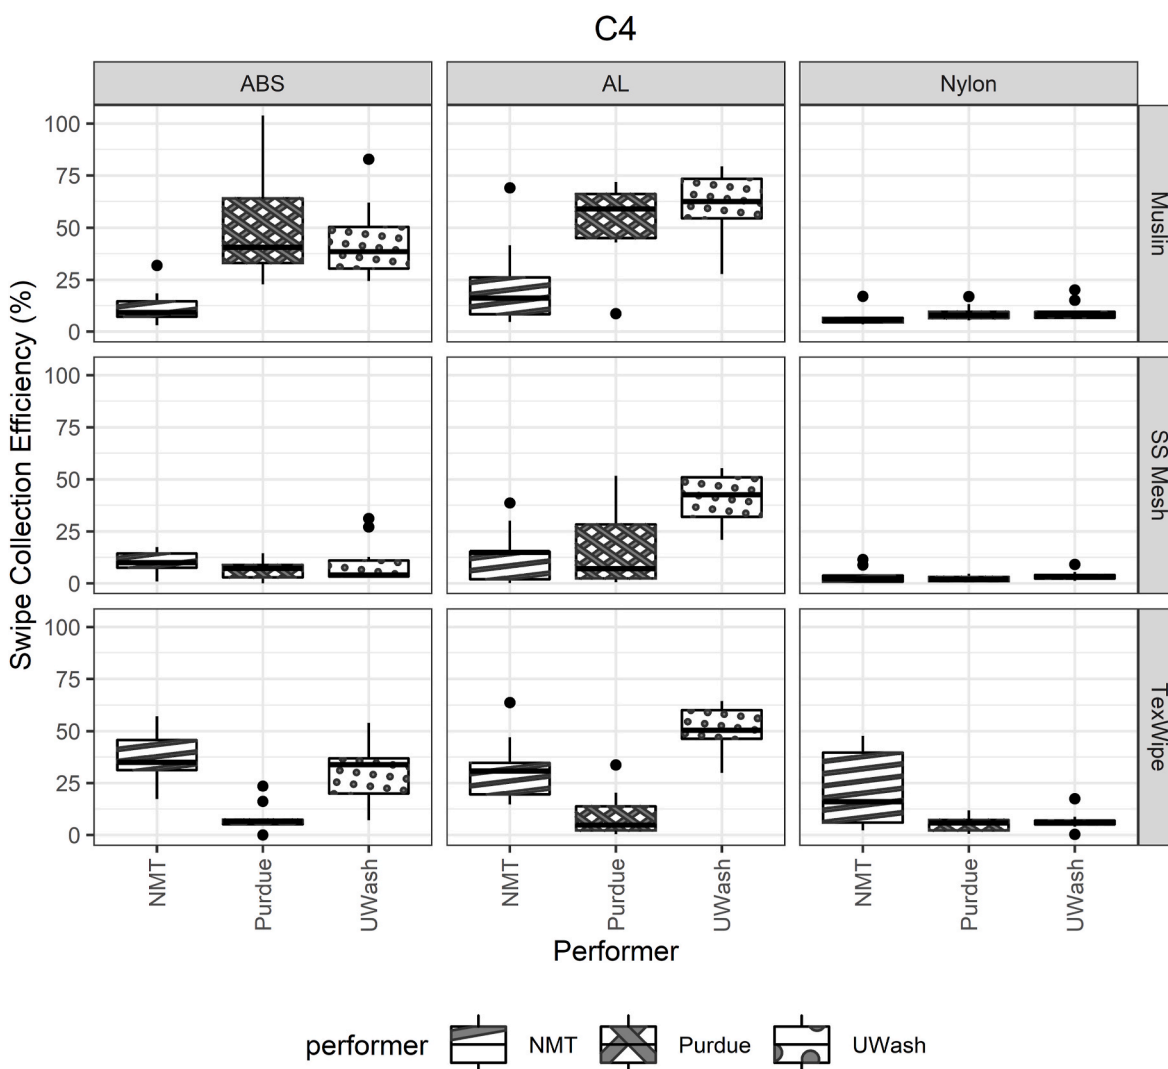 C4
ABS AL Nylon
Swipe Collection Efficiency (%)
100
75
50
25
0
Muslin
100
75
50
25
0
SS Mesh
100
75
50
25
0
TexWipe
NMT Purdue UWash NMT Purdue UWash NMT Purdue UWash
Performer
performer NMT Purdue UWash